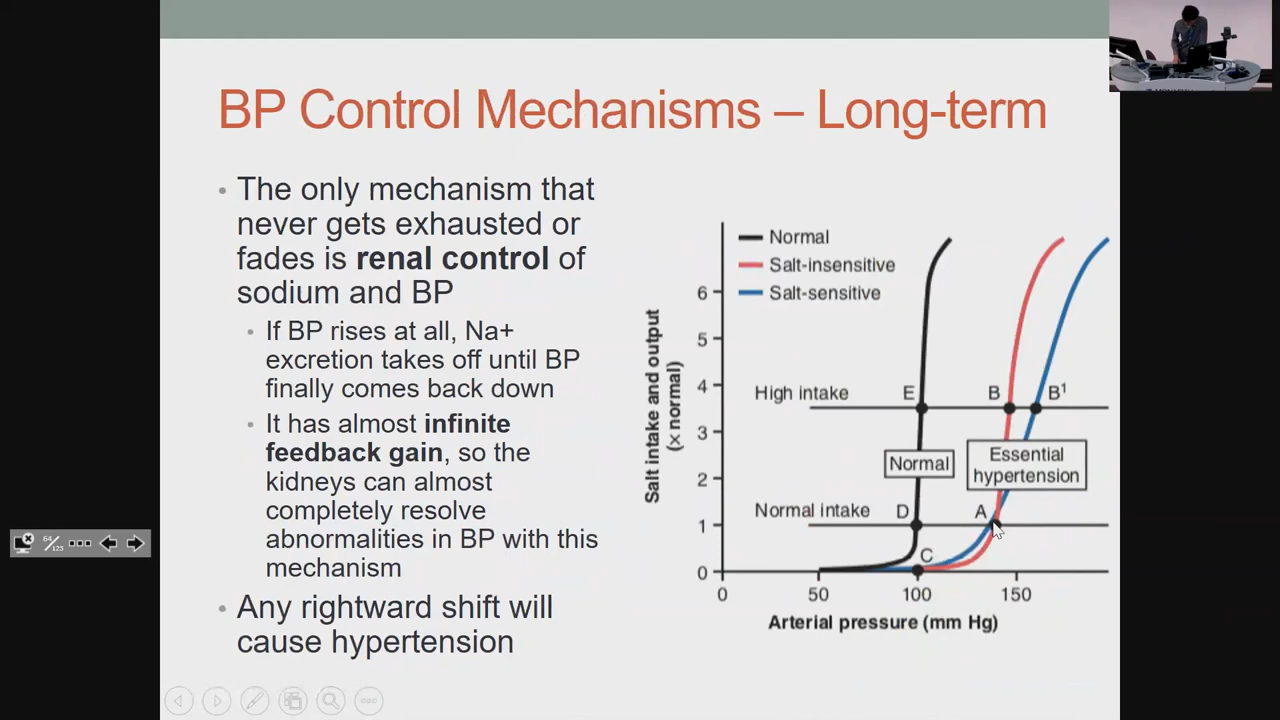 BP Control Mechanisms – Long-term
• The only mechanism that
never gets exhausted or
fades is renal control of
sodium and BP
• If BP rises at all, Na+
excretion takes off until BP
finally comes back down
• It has almost infinite
feedback gain, so the
kidneys can almost
completely resolve
abnormalities in BP with this
mechanism
• Any rightward shift will
cause hypertension
Normal
Salt-insensitive
Salt-sensitive
Salt intake and output
(× normal)
6
5
4
3
2
1
0
High intake
E
B
B¹
Normal
Essential
hypertension
Normal intake
D
A
C
0
50
100
150
Arterial pressure (mm Hg)
64/125